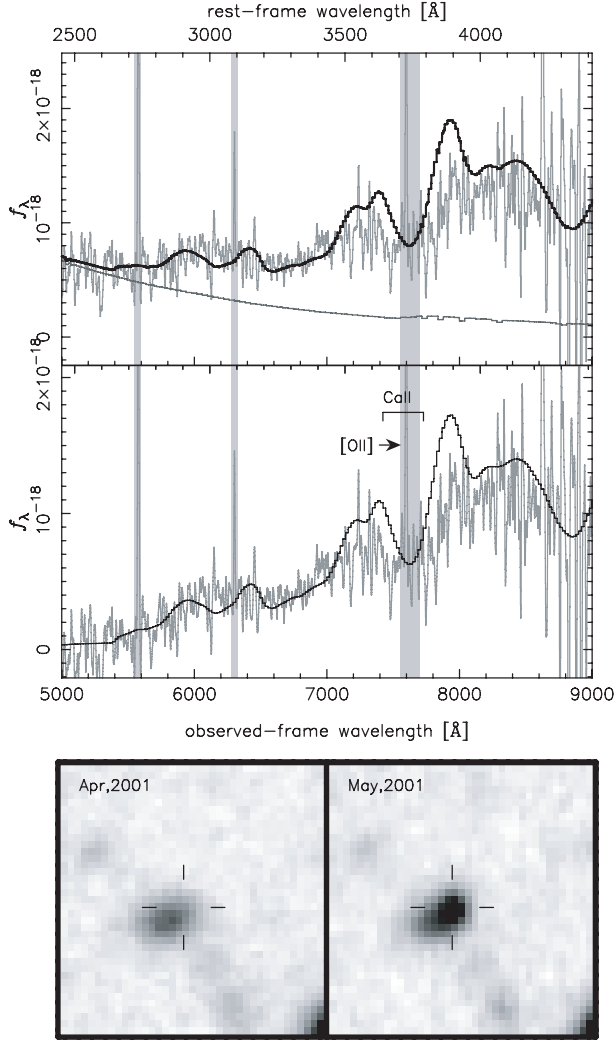 rest-frame wavelength [Å]
2500 3000 3500 4000
2×10⁻¹⁸
10⁻¹⁸
0
fλ
2×10⁻¹⁸
10⁻¹⁸
0
fλ
CaII
[OII]
5000 6000 7000 8000 9000
observed-frame wavelength [Å]
Apr,2001
May,2001